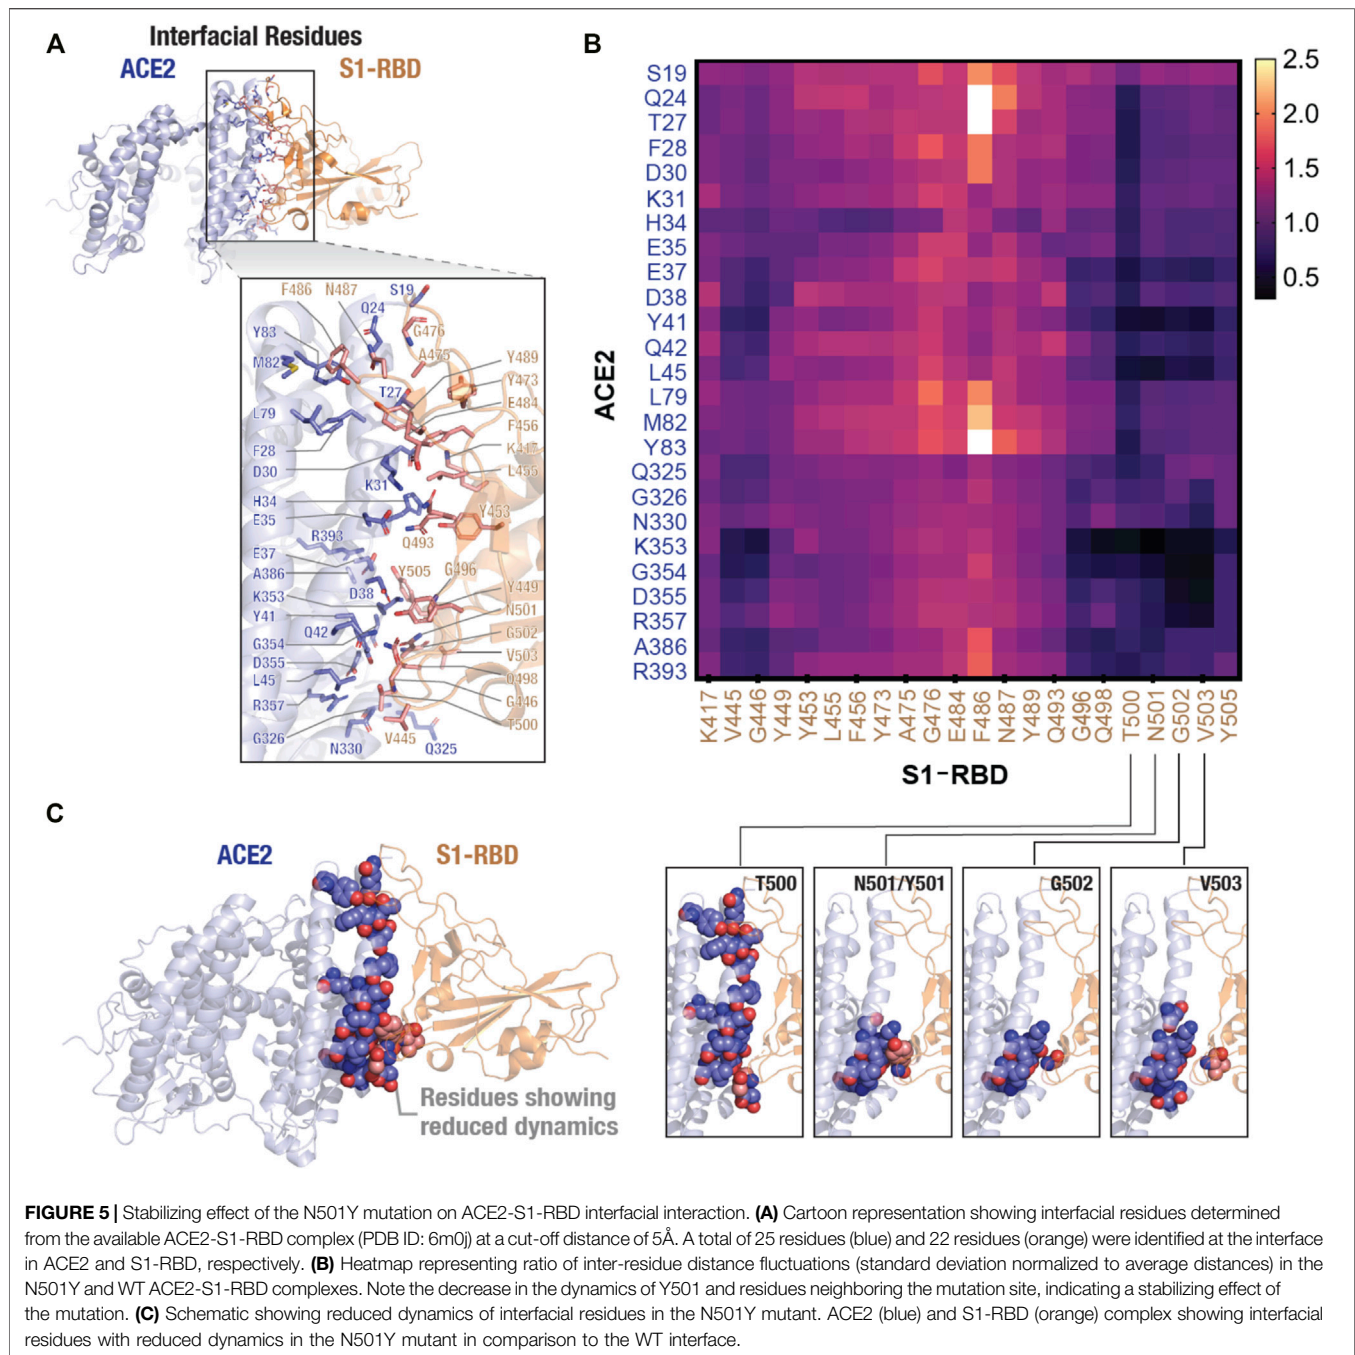 A
Interfacial Residues
ACE2
S1-RBD
F486
N487
S19
Q24
G476
Y83
A475
M82
Y489
Y473
T27
E484
L79
F456
F28
K417
D30
K31
L455
H34
E35
Y453
R393
Q493
E37
Y505
G496
A386
D38
Y449
K353
N501
Y41
Q42
G502
G354
V503
D355
Q498
L45
G446
R357
T500
G326
N330
V445
Q325
B
ACE2
S19
Q24
T27
F28
D30
K31
H34
E35
E37
D38
Y41
Q42
L45
L79
M82
Y83
Q325
G326
N330
K353
G354
D355
R357
A386
R393
2.5
2.0
1.5
1.0
0.5
K417
V445
G446
Y449
Y453
L455
F456
Y473
A475
G476
E484
F486
N487
Y489
Q493
G496
Q498
T500
N501
G502
V503
Y505
S1-RBD
C
ACE2
S1-RBD
Residues showing
reduced dynamics
T500
N501/Y501
G502
V503
FIGURE 5 | Stabilizing effect of the N501Y mutation on ACE2-S1-RBD interfacial interaction. (A) Cartoon representation showing interfacial residues determined
from the available ACE2-S1-RBD complex (PDB ID: 6m0j) at a cut-off distance of 5Å. A total of 25 residues (blue) and 22 residues (orange) were identified at the interface
in ACE2 and S1-RBD, respectively. (B) Heatmap representing ratio of inter-residue distance fluctuations (standard deviation normalized to average distances) in the
N501Y and WT ACE2-S1-RBD complexes. Note the decrease in the dynamics of Y501 and residues neighboring the mutation site, indicating a stabilizing effect of
the mutation. (C) Schematic showing reduced dynamics of interfacial residues in the N501Y mutant. ACE2 (blue) and S1-RBD (orange) complex showing interfacial
residues with reduced dynamics in the N501Y mutant in comparison to the WT interface.